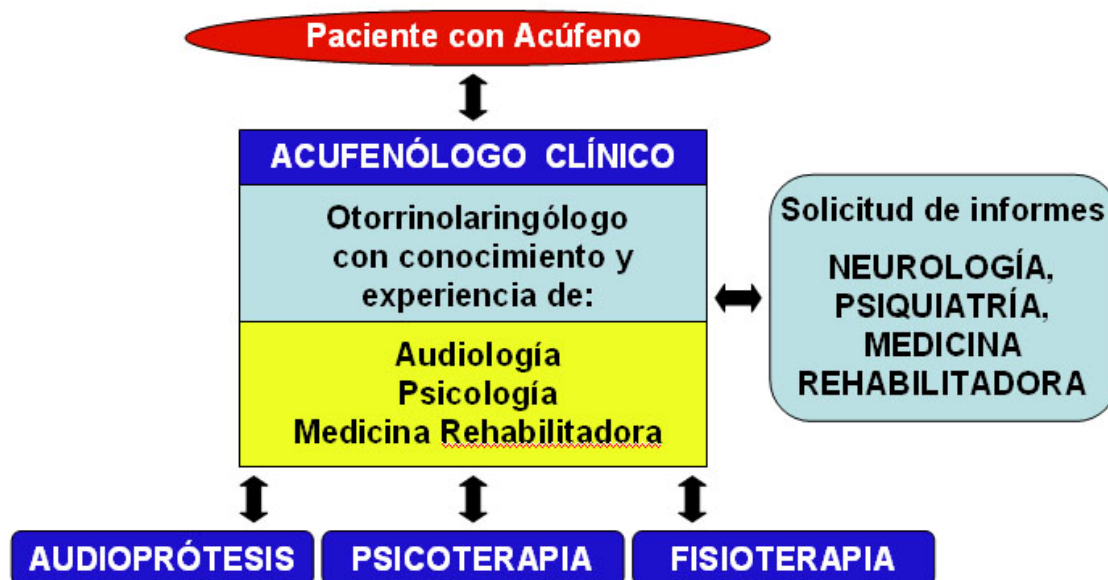 Paciente con Acúfeno
ACUFENÓLOGO CLÍNICO
Otorrinolaringólogo
con conocimiento y
experiencia de:
Audiología
Psicología
Medicina Rehabilitadora
Solicitud de informes
NEUROLOGÍA,
PSIQUIATRÍA,
MEDICINA
REHABILITADORA
AUDIOPRÓTESIS
PSICOTERAPIA
FISIOTERAPIA